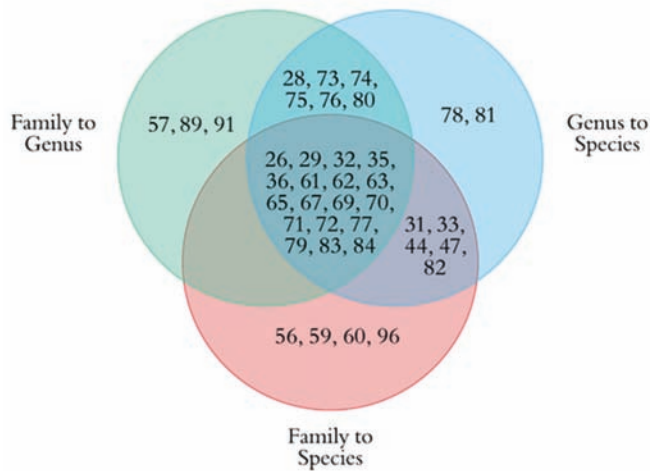 28, 73, 74,
75, 76, 80
57, 89, 91
78, 81
Family to
Genus
Genus to
Species
26, 29, 32, 35,
36, 61, 62, 63,
65, 67, 69, 70,
71, 72, 77,
79, 83, 84
31, 33,
44, 47,
82
56, 59, 60, 96
Family to
Species